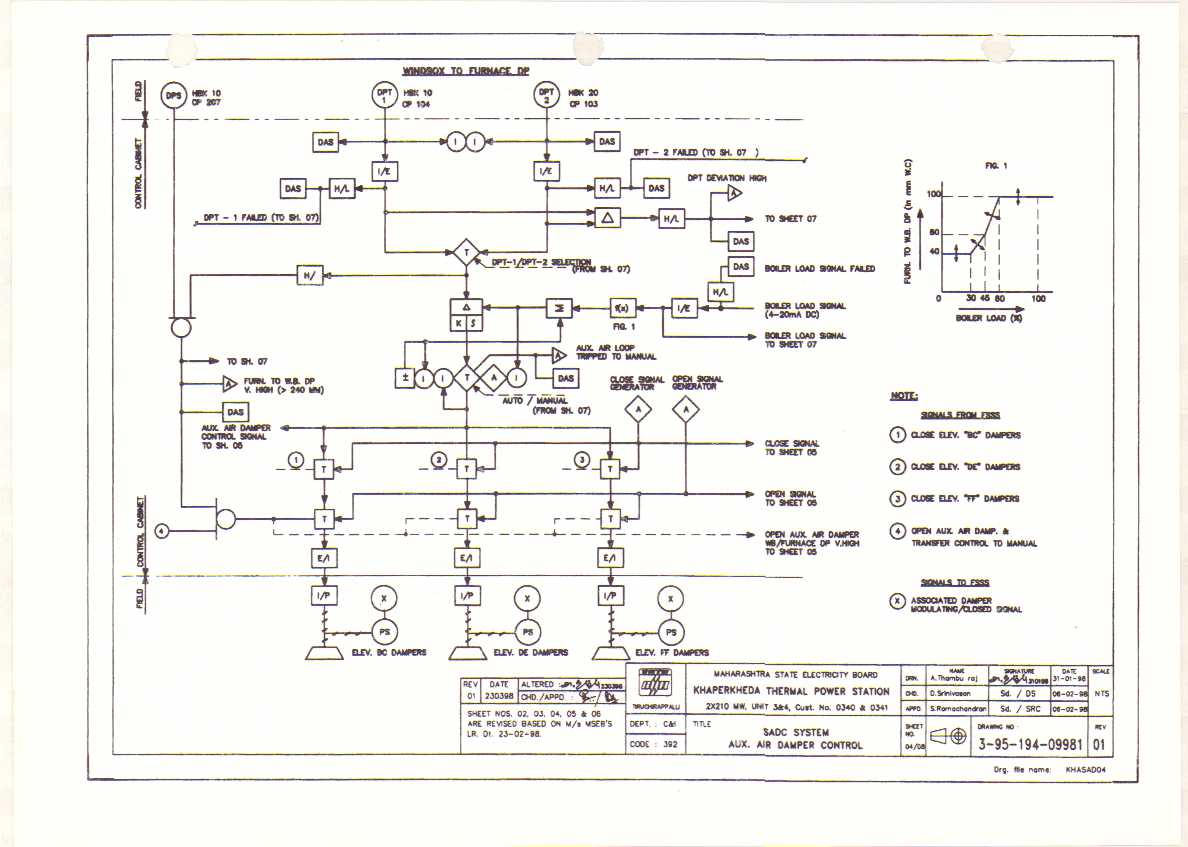 WINDBOX TO FURNACE DP
FIELD
CONTROL CABINET
DPS
HBK 10
CP 207
DPT
1
HBK 10
CP 104
DPT
2
HBK 20
CP 103
DAS
I
I
DAS
I/E
I/E
DPT - 2 FAILED (TO SH. 07 )
DAS
H/L
H/L
DAS
DPT DEVIATION HIGH
A
DPT - 1 FAILED (TO SH. 07)
Δ
H/L
TO SHEET 07
DAS
T
DPT-1/DPT-2 SELECTION
(FROM SH. 07)
H/
DAS
BOILER LOAD SIGNAL FAILED
H/L
Δ
K ∫
Σ
f(x)
FIG. 1
I/E
BOILER LOAD SIGNAL
(4-20mA DC)
BOILER LOAD SIGNAL
TO SHEET 07
A
AUX. AIR LOOP
TRIPPED TO MANUAL
TO SH. 07
A
FURN. TO W.B. DP
V. HIGH (> 240 MM)
DAS
±
I
I
T
A
I
DAS
AUTO / MANUAL
(FROM SH. 07)
CLOSE SIGNAL
GENERATOR
OPEN SIGNAL
GENERATOR
A
A
AUX. AIR DAMPER
CONTROL SIGNAL
TO SH. 05
CLOSE SIGNAL
TO SHEET 05
1
T
2
T
3
T
OPEN SIGNAL
TO SHEET 05
CONTROL CABINET
FIELD
4
T
T
T
OPEN AUX. AIR DAMPER
WB/FURNACE DP V.HIGH
TO SHEET 05
E/I
E/I
E/I
I/P
X
I/P
X
I/P
X
PS
PS
PS
ELEV. BC DAMPERS
ELEV. DE DAMPERS
ELEV. FF DAMPERS
FIG. 1
FURN. TO W.B. DP (in mm W.C)
100
60
40
0
30 45 60 100
BOILER LOAD (%)
NOTE:
SIGNALS FROM FSSS
1 CLOSE ELEV. "BC" DAMPERS
2 CLOSE ELEV. "DE" DAMPERS
3 CLOSE ELEV. "FF" DAMPERS
4 OPEN AUX. AIR DAMP. &
TRANSFER CONTROL TO MANUAL
SIGNALS TO FSSS
X ASSOCIATED DAMPER
MODULATING/CLOSED SIGNAL
REV DATE ALTERED : 230398
01 230398 CHD./APPD :
SHEET NOS. 02, 03, 04, 05 & 06
ARE REVISED BASED ON M/s MSEB'S
LR. Dt. 23-02-98.
TIRUCHIRAPPALLI
DEPT. : C&I
CODE : 392
MAHARASHTRA STATE ELECTRICITY BOARD
KHAPERKHEDA THERMAL POWER STATION
2X210 MW, UNIT 3&4, Cust. No. 0340 & 0341
TITLE
SADC SYSTEM
AUX. AIR DAMPER CONTROL
NAME SIGNATURE DATE SCALE
DRN. A.Thambu raj 310198 31-01-98
CHD. D.Srinivasan Sd. / DS 06-02-98 NTS
APPD S.Ramachandran Sd. / SRC 06-02-98
SHEET NO. 04/08
DRAWING NO :
3-95-194-09981
REV
01
Drg. file name: KHASAD04